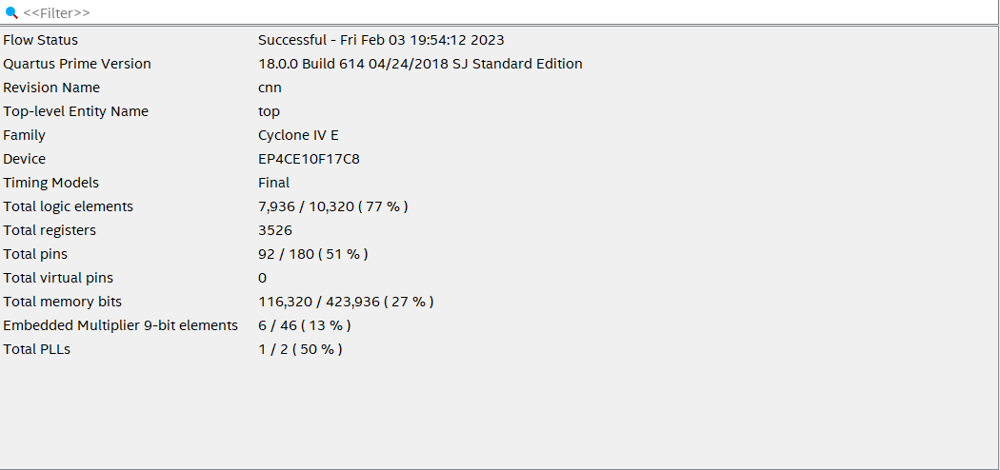 <<Filter>>
Flow Status Successful - Fri Feb 03 19:54:12 2023
Quartus Prime Version 18.0.0 Build 614 04/24/2018 SJ Standard Edition
Revision Name cnn
Top-level Entity Name top
Family Cyclone IV E
Device EP4CE10F17C8
Timing Models Final
Total logic elements 7,936 / 10,320 ( 77 % )
Total registers 3526
Total pins 92 / 180 ( 51 % )
Total virtual pins 0
Total memory bits 116,320 / 423,936 ( 27 % )
Embedded Multiplier 9-bit elements 6 / 46 ( 13 % )
Total PLLs 1 / 2 ( 50 % )